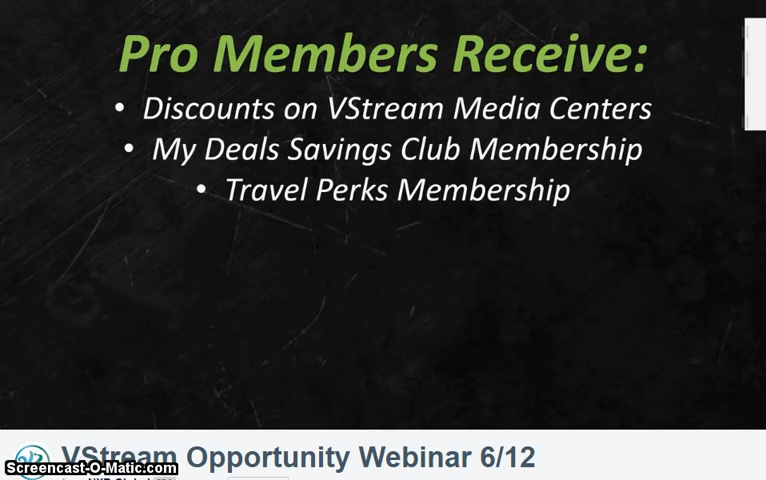 Pro Members Receive:
• Discounts on VStream Media Centers
• My Deals Savings Club Membership
• Travel Perks Membership
VStream Opportunity Webinar 6/12
Screencast-O-Matic.com